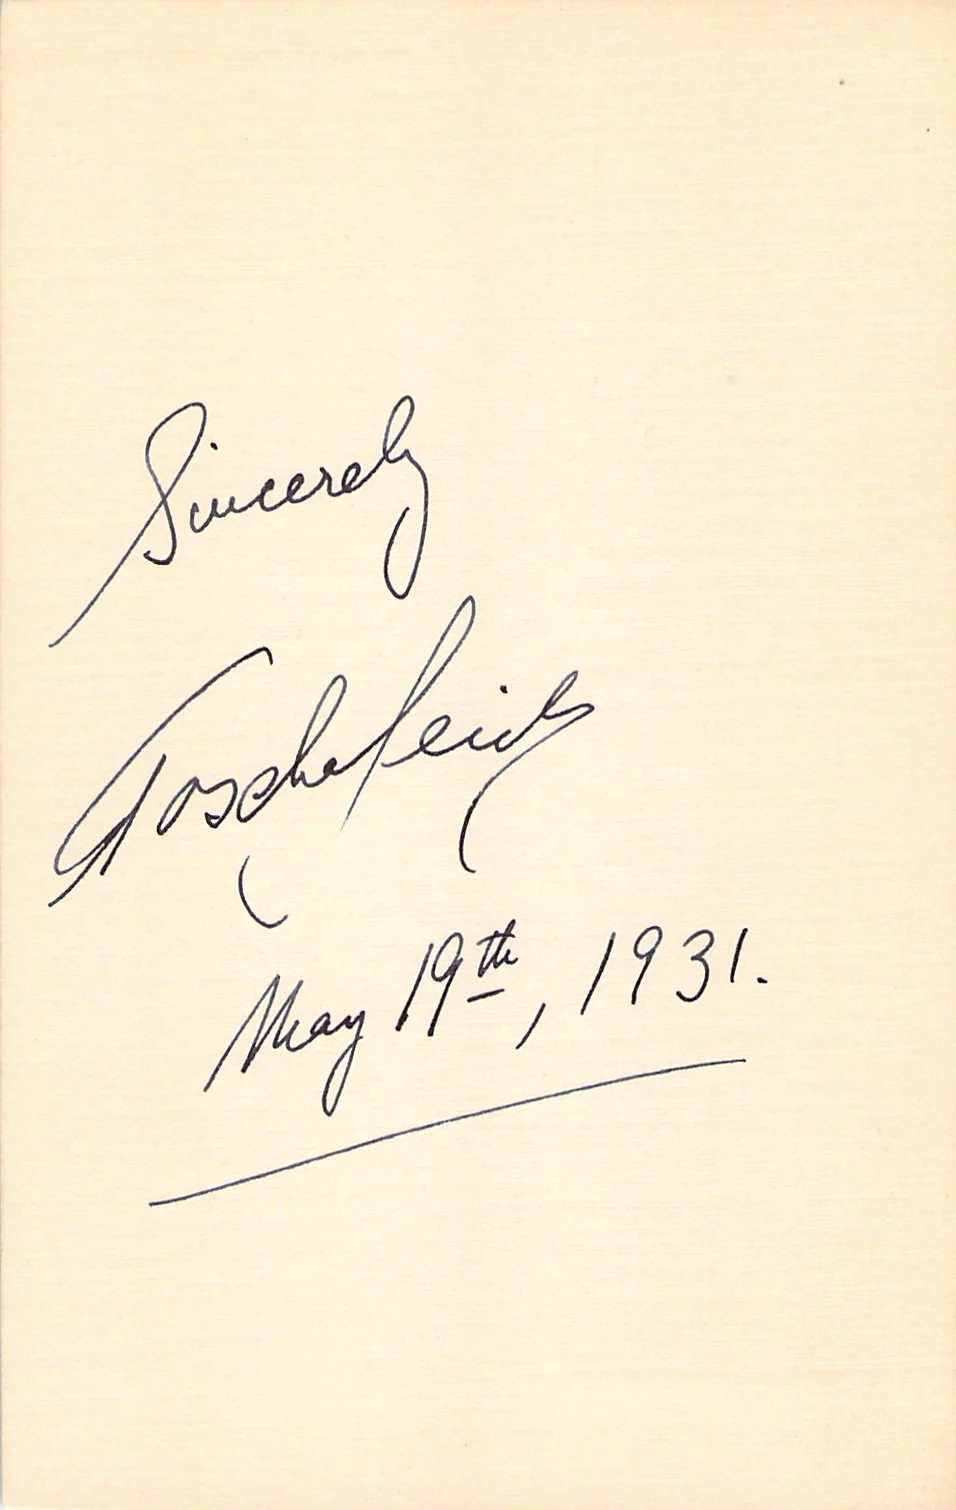 Sincerely
Toscha Seidel
May 19th, 1931.